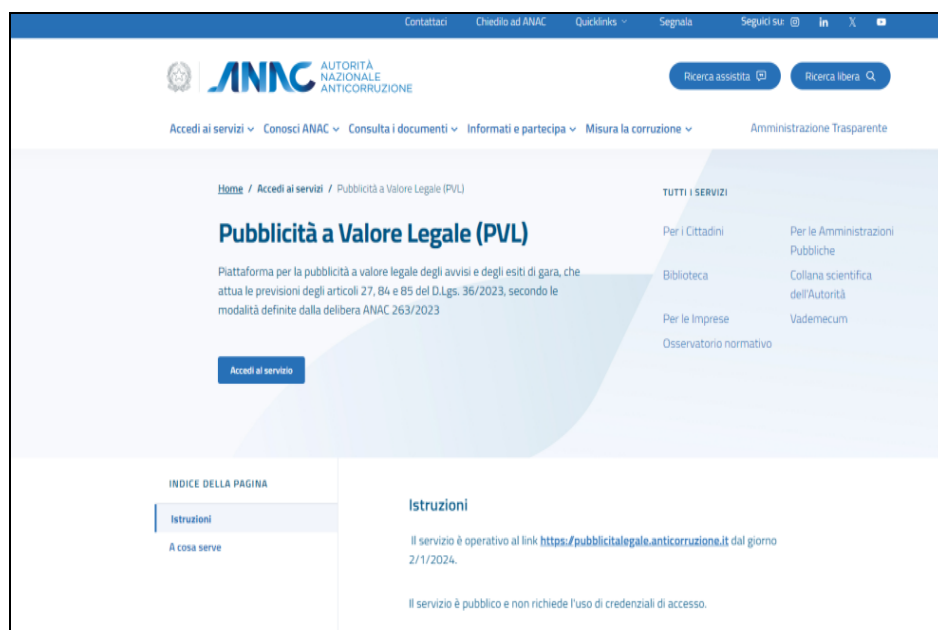 Contattaci Chiedilo ad ANAC Quicklinks Segnala Seguici su:
ANAC
AUTORITÀ
NAZIONALE
ANTICORRUZIONE
Ricerca assistita Ricerca libera
Accedi ai servizi Conosci ANAC Consulta i documenti Informati e partecipa Misura la corruzione Amministrazione Trasparente
Home / Accedi ai servizi / Pubblicità a Valore Legale (PVL)
Pubblicità a Valore Legale (PVL)
Piattaforma per la pubblicità a valore legale degli avvisi e degli esiti di gara, che
attua le previsioni degli articoli 27, 84 e 85 del D.Lgs. 36/2023, secondo le
modalità definite dalla delibera ANAC 263/2023
Accedi al servizio
TUTTI I SERVIZI
Per i Cittadini
Per le Amministrazioni
Pubbliche
Biblioteca
Collana scientifica
dell'Autorità
Per le Imprese
Vademecum
Osservatorio normativo
INDICE DELLA PAGINA
Istruzioni
A cosa serve
Istruzioni
Il servizio è operativo al link https://pubblicitalegale.anticorruzione.it dal giorno
2/1/2024.
Il servizio è pubblico e non richiede l'uso di credenziali di accesso.